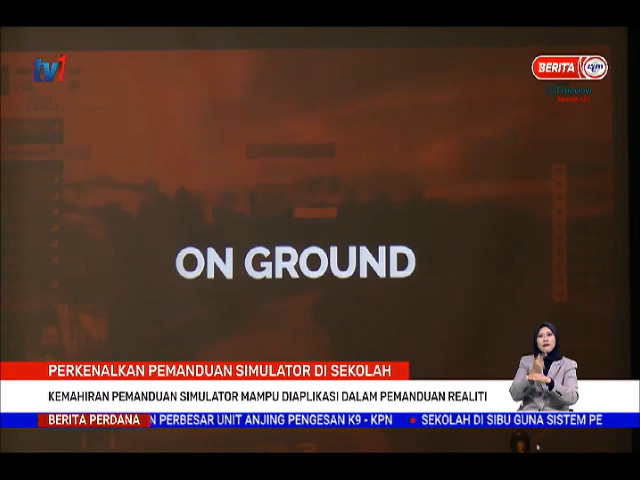 tv1
BERITA rtm
ON GROUND
PERKENALKAN PEMANDUAN SIMULATOR DI SEKOLAH
KEMAHIRAN PEMANDUAN SIMULATOR MAMPU DIAPLIKASI DALAM PEMANDUAN REALITI
BERITA PERDANA N PERBESAR UNIT ANJING PENGESAN K9 - KPN • SEKOLAH DI SIBU GUNA SISTEM PE